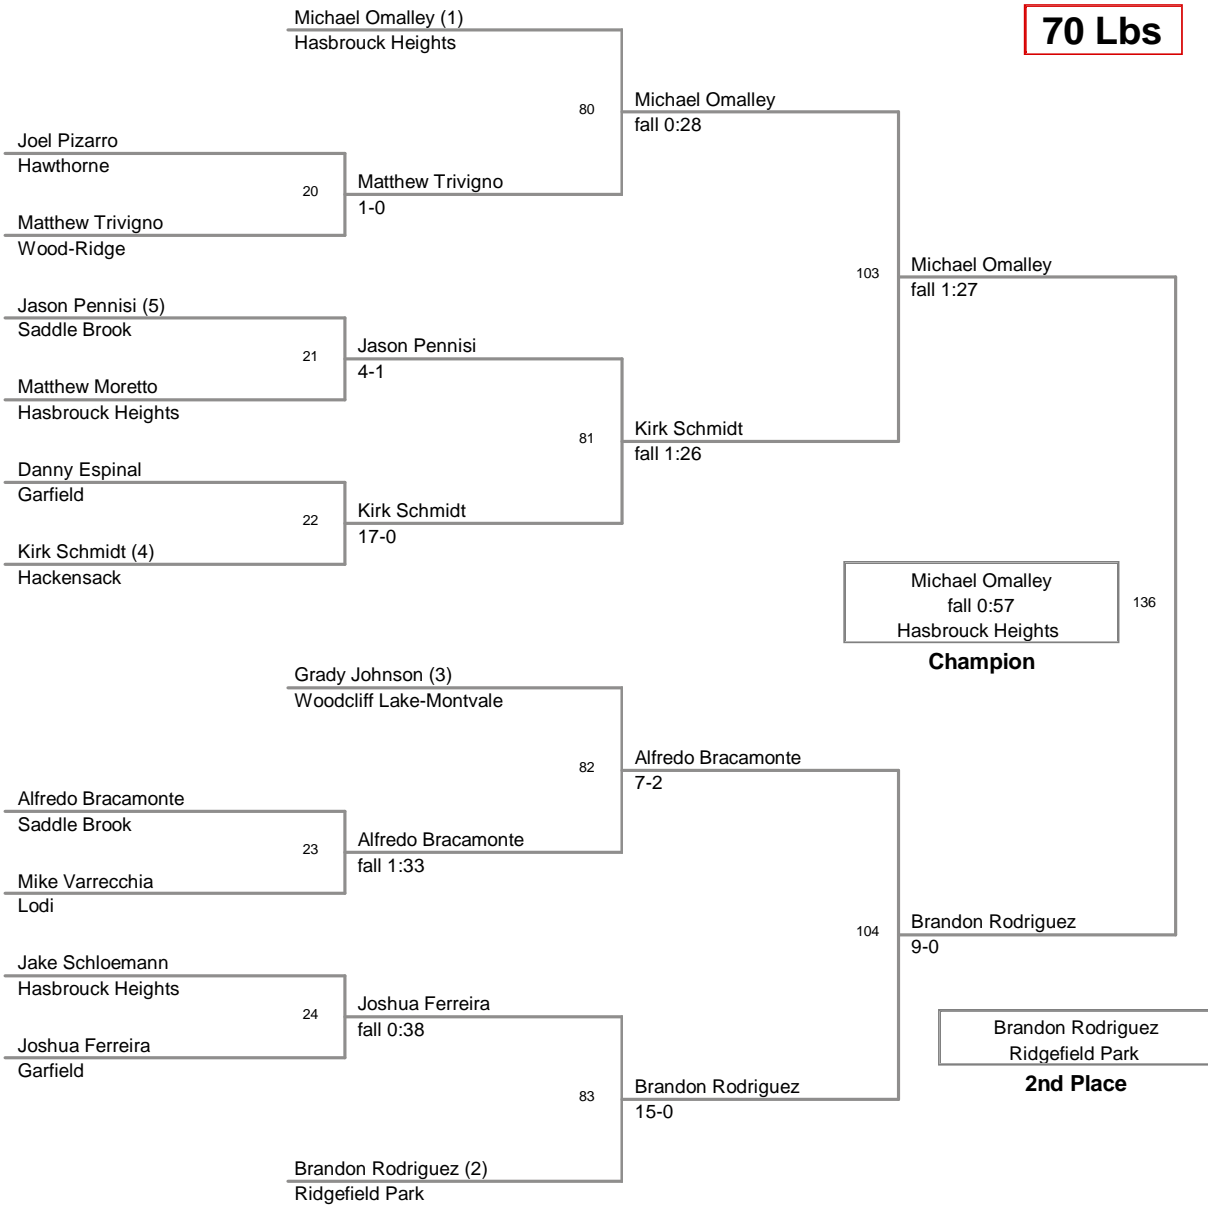 Michael Omalley (1)
Hasbrouck Heights
70 Lbs
80
Michael Omalley
fall 0:28
Joel Pizarro
Hawthorne
20
Matthew Trivigno
1-0
Matthew Trivigno
Wood-Ridge
103
Michael Omalley
fall 1:27
Jason Pennisi (5)
Saddle Brook
21
Jason Pennisi
4-1
Matthew Moretto
Hasbrouck Heights
81
Kirk Schmidt
fall 1:26
Danny Espinal
Garfield
22
Kirk Schmidt
17-0
Kirk Schmidt (4)
Hackensack
Michael Omalley
fall 0:57
Hasbrouck Heights
Champion
136
Grady Johnson (3)
Woodcliff Lake-Montvale
82
Alfredo Bracamonte
7-2
Alfredo Bracamonte
Saddle Brook
23
Alfredo Bracamonte
fall 1:33
Mike Varrecchia
Lodi
104
Brandon Rodriguez
9-0
Jake Schloemann
Hasbrouck Heights
24
Joshua Ferreira
fall 0:38
Joshua Ferreira
Garfield
Brandon Rodriguez
Ridgefield Park
2nd Place
83
Brandon Rodriguez
15-0
Brandon Rodriguez (2)
Ridgefield Park